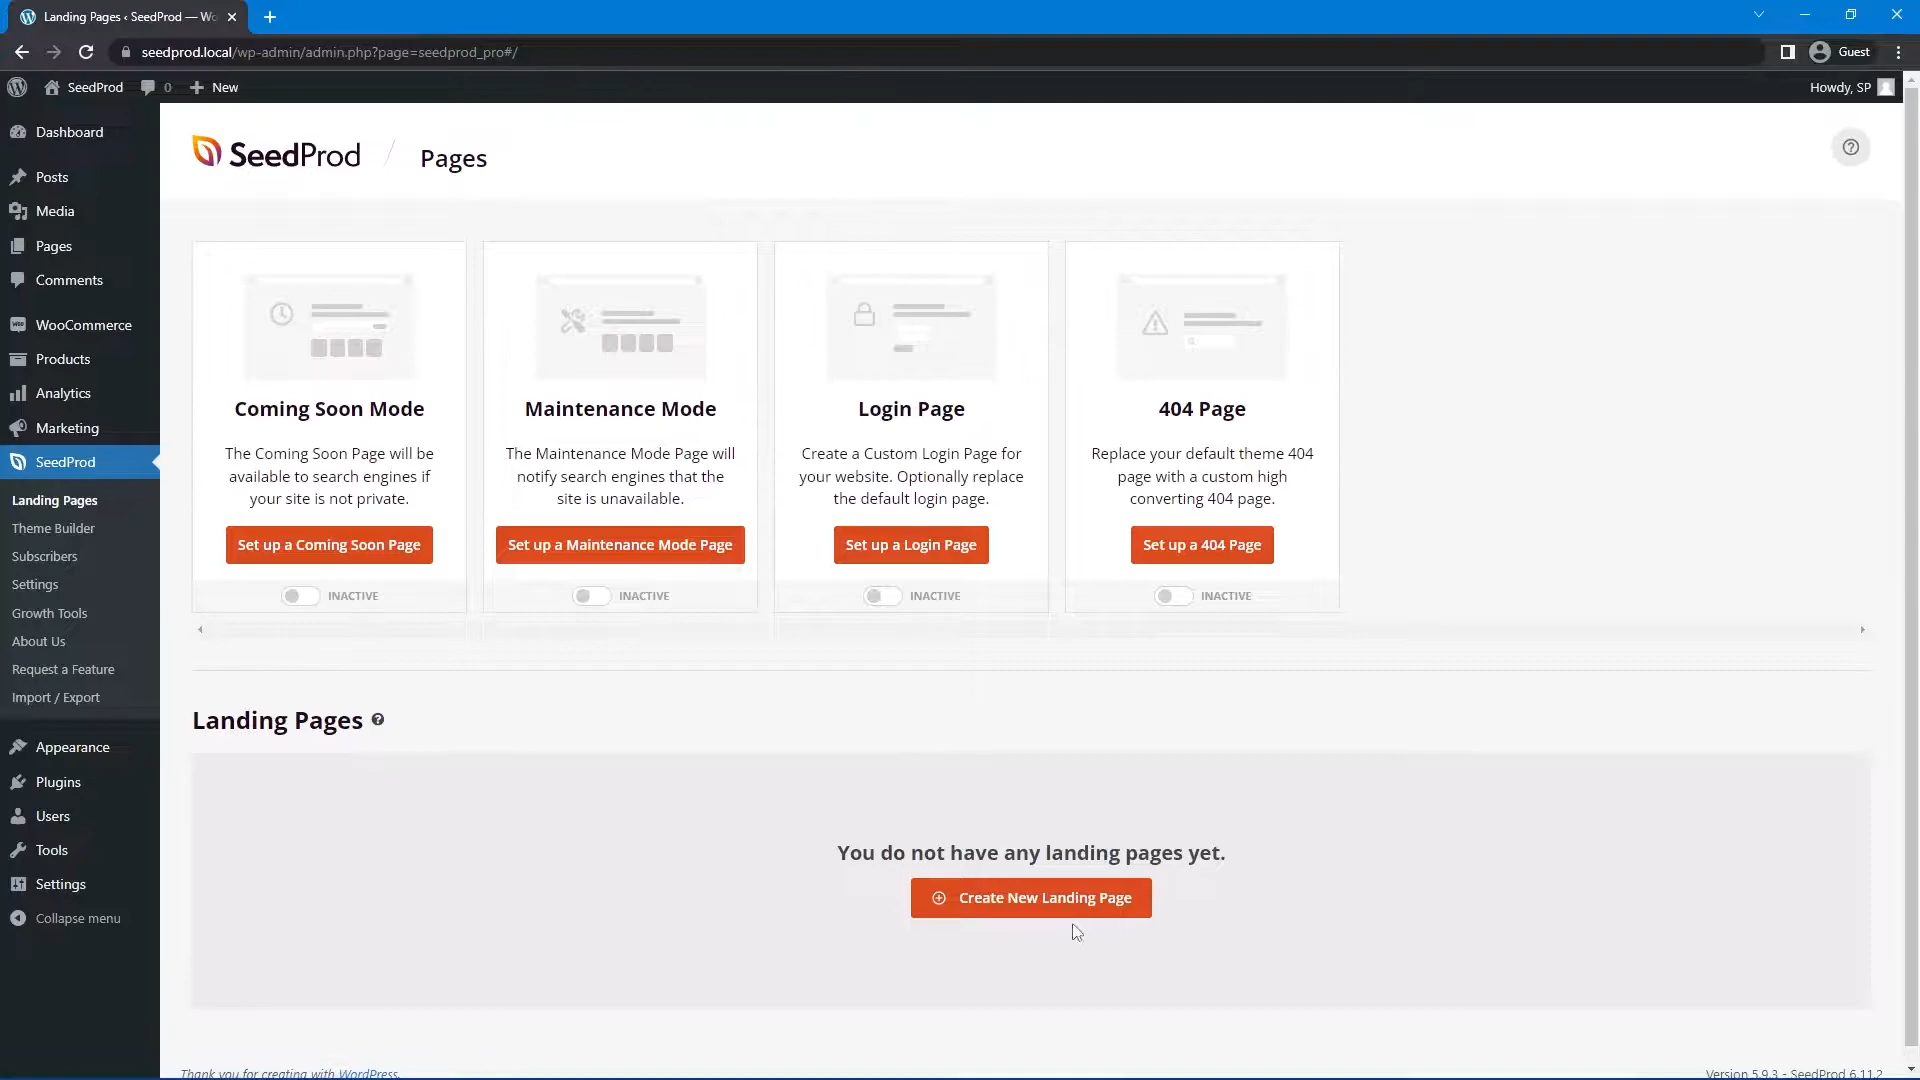 Landing Pages ‹ SeedProd — Wo
seedprod.local/wp-admin/admin.php?page=seedprod_pro#/
Guest
SeedProd
0
New
Howdy, SP
Dashboard
Posts
Media
Pages
Comments
WooCommerce
Products
Analytics
Marketing
SeedProd
Landing Pages
Theme Builder
Subscribers
Settings
Growth Tools
About Us
Request a Feature
Import / Export
Appearance
Plugins
Users
Tools
Settings
Collapse menu
SeedProd / Pages
Coming Soon Mode
The Coming Soon Page will be
available to search engines if
your site is not private.
Set up a Coming Soon Page
INACTIVE
Maintenance Mode
The Maintenance Mode Page will
notify search engines that the
site is unavailable.
Set up a Maintenance Mode Page
INACTIVE
Login Page
Create a Custom Login Page for
your website. Optionally replace
the default login page.
Set up a Login Page
INACTIVE
404 Page
Replace your default theme 404
page with a custom high
converting 404 page.
Set up a 404 Page
INACTIVE
Landing Pages
You do not have any landing pages yet.
Create New Landing Page
Thank you for creating with WordPress.
Version 5.9.3 - SeedProd 6.11.2